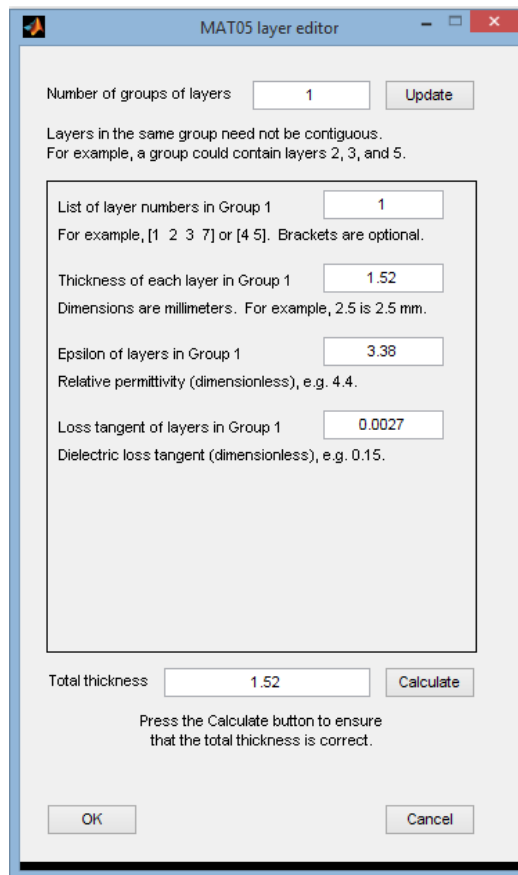 MAT05 layer editor
Number of groups of layers 1 Update
Layers in the same group need not be contiguous.
For example, a group could contain layers 2, 3, and 5.
List of layer numbers in Group 1 1
For example, [1  2  3  7] or [4 5].  Brackets are optional.
Thickness of each layer in Group 1 1.52
Dimensions are millimeters.  For example, 2.5 is 2.5 mm.
Epsilon of layers in Group 1 3.38
Relative permittivity (dimensionless), e.g. 4.4.
Loss tangent of layers in Group 1 0.0027
Dielectric loss tangent (dimensionless), e.g. 0.15.
Total thickness 1.52 Calculate
Press the Calculate button to ensure
that the total thickness is correct.
OK Cancel